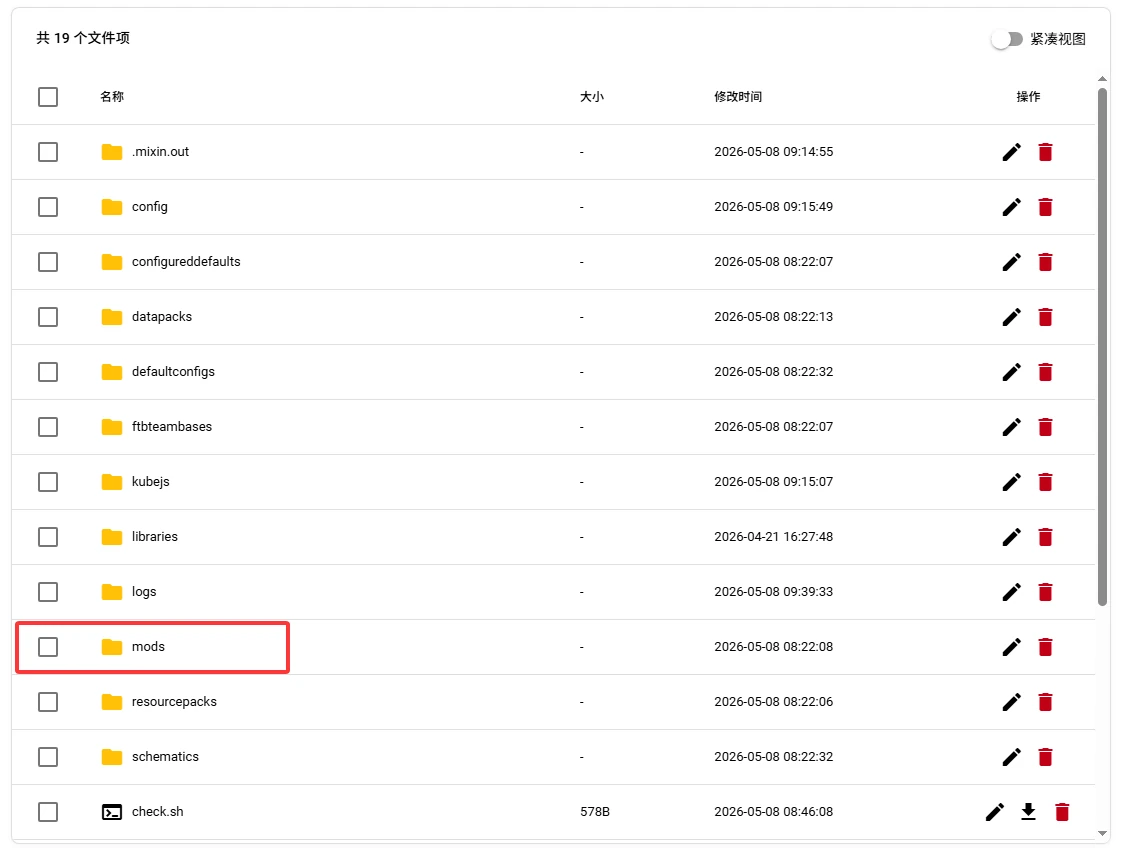 共 19 个文件项
紧凑视图
名称 大小 修改时间 操作
.mixin.out - 2026-05-08 09:14:55
config - 2026-05-08 09:15:49
configureddefaults - 2026-05-08 08:22:07
datapacks - 2026-05-08 08:22:13
defaultconfigs - 2026-05-08 08:22:32
ftbteambases - 2026-05-08 08:22:07
kubejs - 2026-05-08 09:15:07
libraries - 2026-04-21 16:27:48
logs - 2026-05-08 09:39:33
mods - 2026-05-08 08:22:08
resourcepacks - 2026-05-08 08:22:06
schematics - 2026-05-08 08:22:32
check.sh 578B 2026-05-08 08:46:08